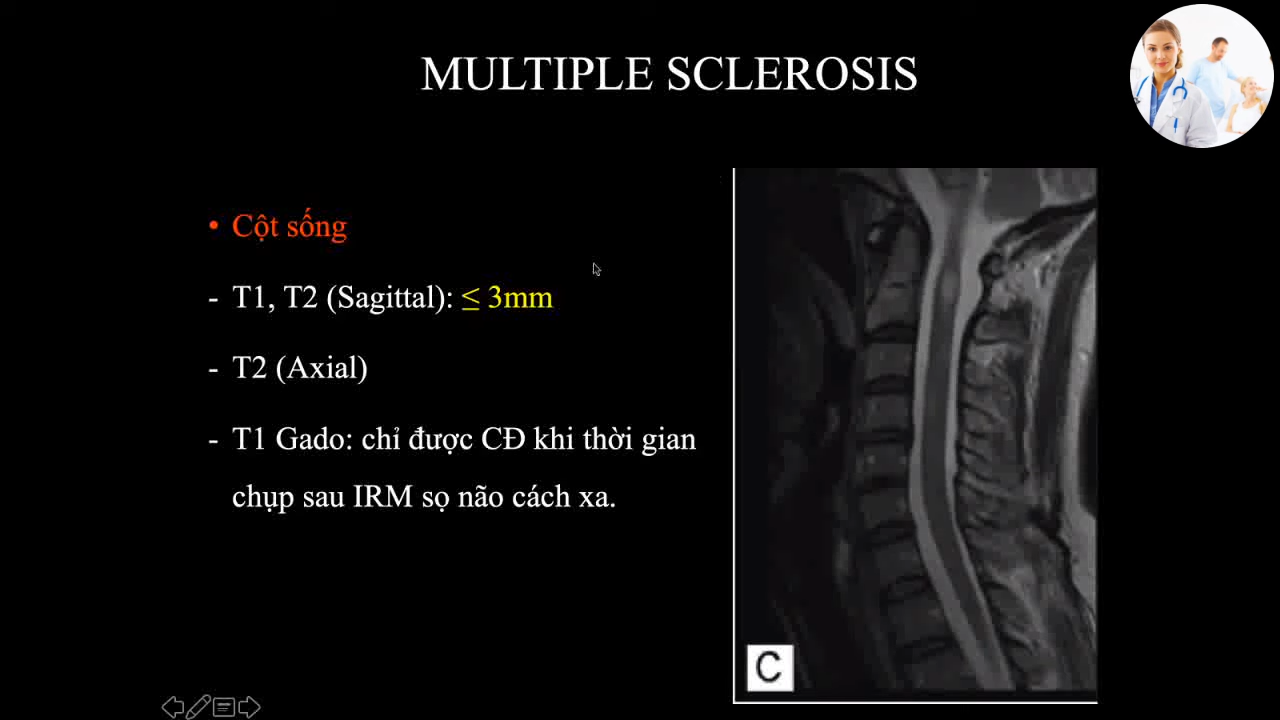 MULTIPLE SCLEROSIS
• Cột sống
- T1, T2 (Sagittal): ≤ 3mm
- T2 (Axial)
- T1 Gado: chỉ được CĐ khi thời gian
chụp sau IRM sọ não cách xa.
C